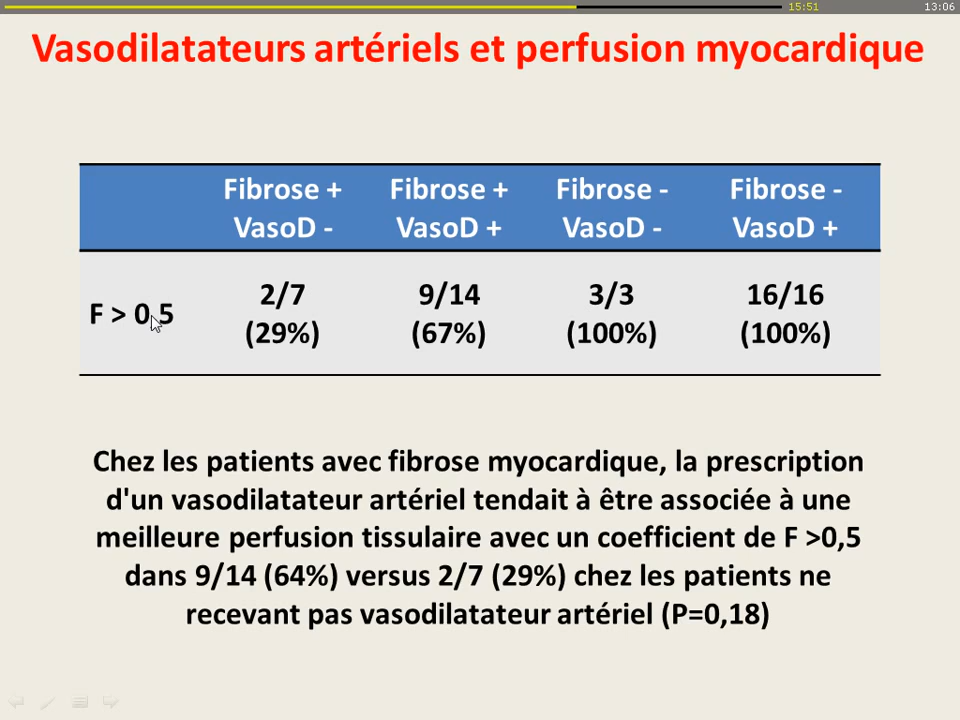 15:51 13:06
Vasodilatateurs artériels et perfusion myocardique
Fibrose + Fibrose + Fibrose - Fibrose -
VasoD - VasoD + VasoD - VasoD +
F > 0,5
2/7 9/14 3/3 16/16
(29%) (67%) (100%) (100%)
Chez les patients avec fibrose myocardique, la prescription
d'un vasodilatateur artériel tendait à être associée à une
meilleure perfusion tissulaire avec un coefficient de F >0,5
dans 9/14 (64%) versus 2/7 (29%) chez les patients ne
recevant pas vasodilatateur artériel (P=0,18)